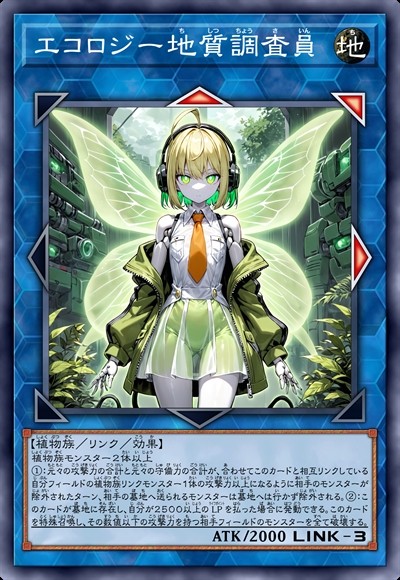 エコロジー地質調査員
地
【植物族／リンク／効果】
植物族モンスター2体以上
①：元々の攻撃力の合計と元々の守備力の合計が、合わせてこのカードと相互リンクしている
自分フィールドの植物族リンクモンスター1体の攻撃力以上になるように相手のモンスター
が除外されたターン、相手の墓地へ送られるモンスターは墓地へは行かず除外される。②：
このカードが墓地に存在し、自分が2500以上のLPを払った場合に発動できる。このカード
を特殊召喚し、その数値以下の攻撃力を持つ相手フィールドのモンスターを全て破壊する。
ATK/2000 LINK-3